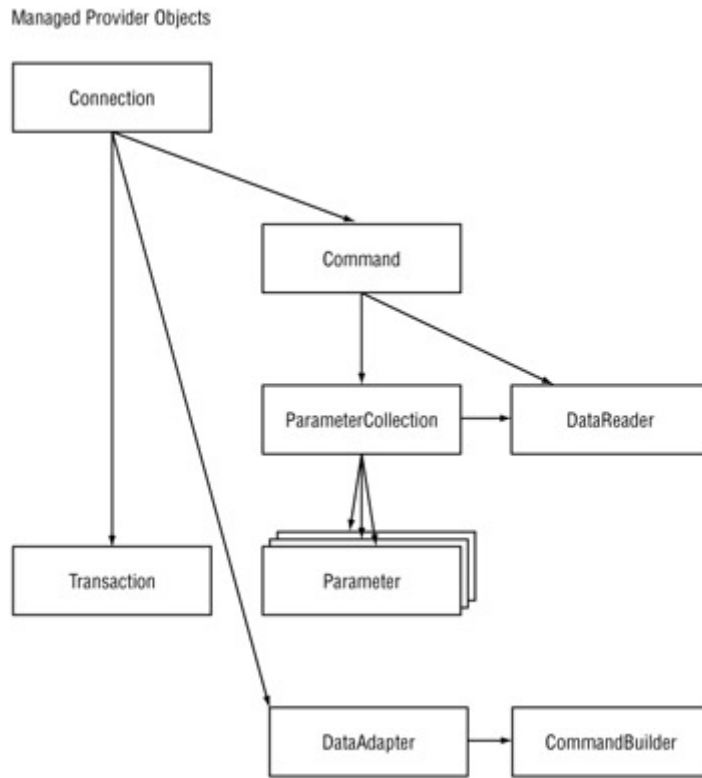 Managed Provider Objects
Connection
Command
ParameterCollection
DataReader
Transaction
Parameter
DataAdapter
CommandBuilder